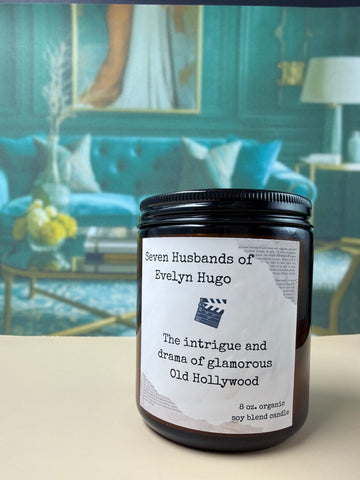 Seven Husbands of
Evelyn Hugo
The intrigue and
drama of glamorous
Old Hollywood
8 oz. organic
soy blend candle